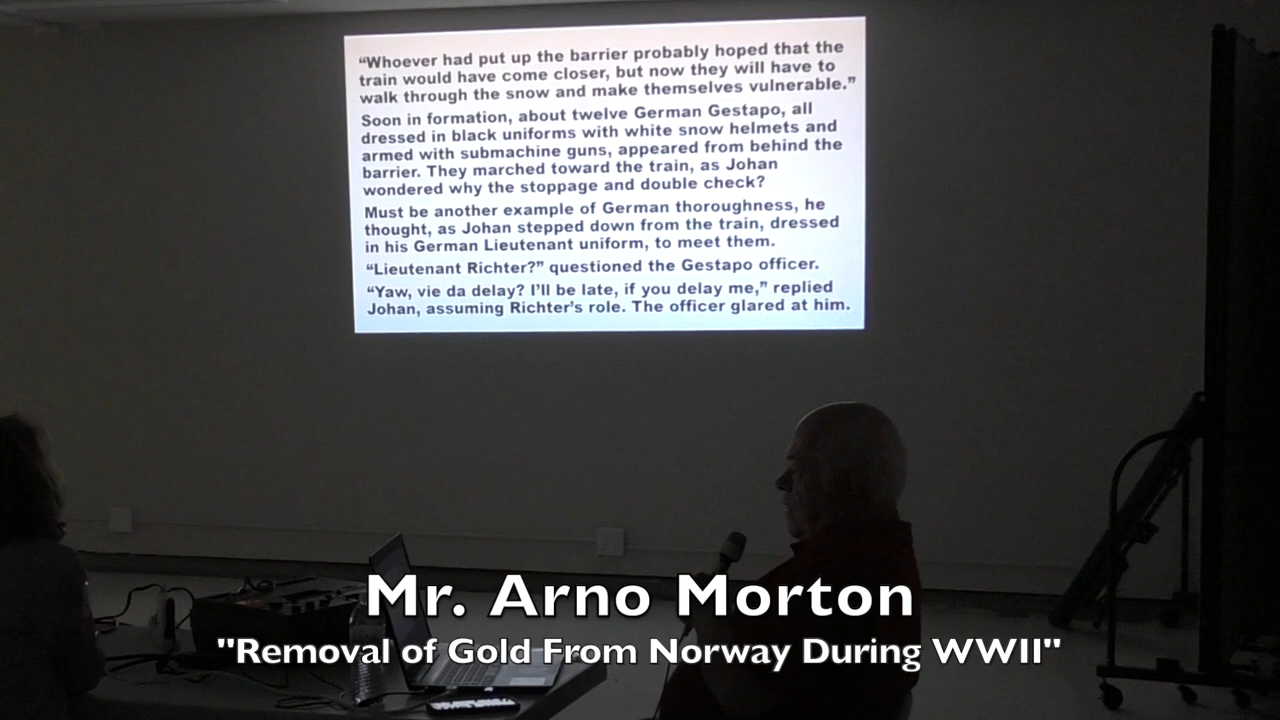 “Whoever had put up the barrier probably hoped that the
train would have come closer, but now they will have to
walk through the snow and make themselves vulnerable.”
Soon in formation, about twelve German Gestapo, all
dressed in black uniforms with white snow helmets and
armed with submachine guns, appeared from behind the
barrier. They marched toward the train, as Johan
wondered why the stoppage and double check?
Must be another example of German thoroughness, he
thought, as Johan stepped down from the train, dressed
in his German Lieutenant uniform, to meet them.
“Lieutenant Richter?” questioned the Gestapo officer.
“Yaw, vie da delay? I’ll be late, if you delay me,” replied
Johan, assuming Richter’s role. The officer glared at him.
Mr. Arno Morton
"Removal of Gold From Norway During WWII"